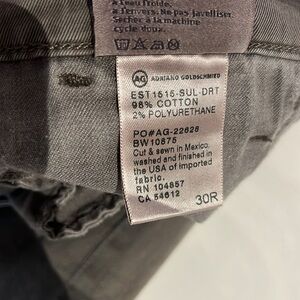 à l'eau froide,
à l'envers. Ne pas javelliser.
Sécher à la machine
cycle doux.
AG ADRIANO GOLDSCHMIED
EST1515-SUL-DRT
98% COTTON
2% POLYURETHANE
PO#AG-22628
BW10875
Cut & sewn in Mexico,
washed and finished in
the USA of imported
fabric.
RN 104857
CA 54612
30R